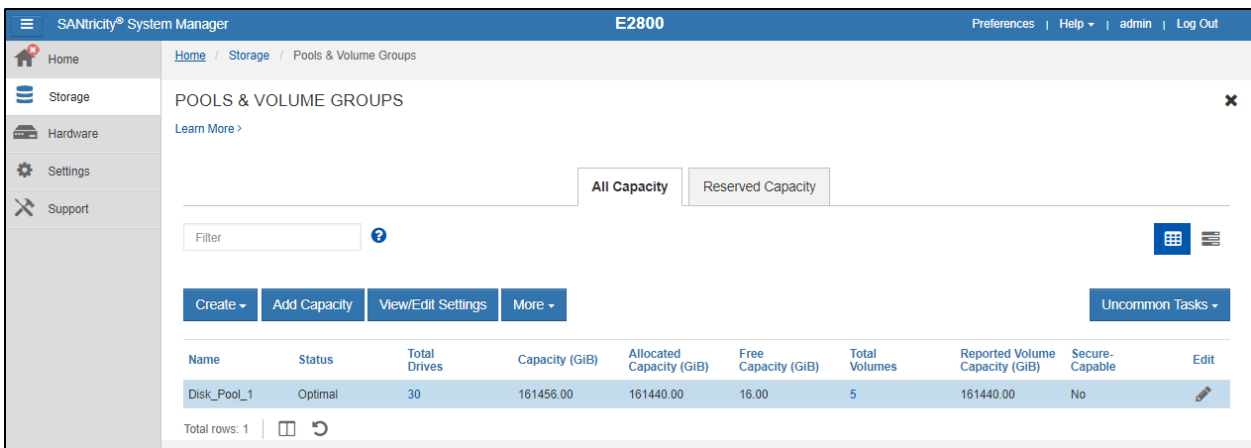 SANtricity® System Manager E2800 Preferences | Help | admin | Log Out
Home Home / Storage / Pools & Volume Groups
Storage
Hardware
Settings
Support
POOLS & VOLUME GROUPS
Learn More >
All Capacity Reserved Capacity
Filter ?
Create Add Capacity View/Edit Settings More Uncommon Tasks
Name Status Total Drives Capacity (GiB) Allocated Capacity (GiB) Free Capacity (GiB) Total Volumes Reported Volume Capacity (GiB) Secure-Capable Edit
Disk_Pool_1 Optimal 30 161456.00 161440.00 16.00 5 161440.00 No
Total rows: 1